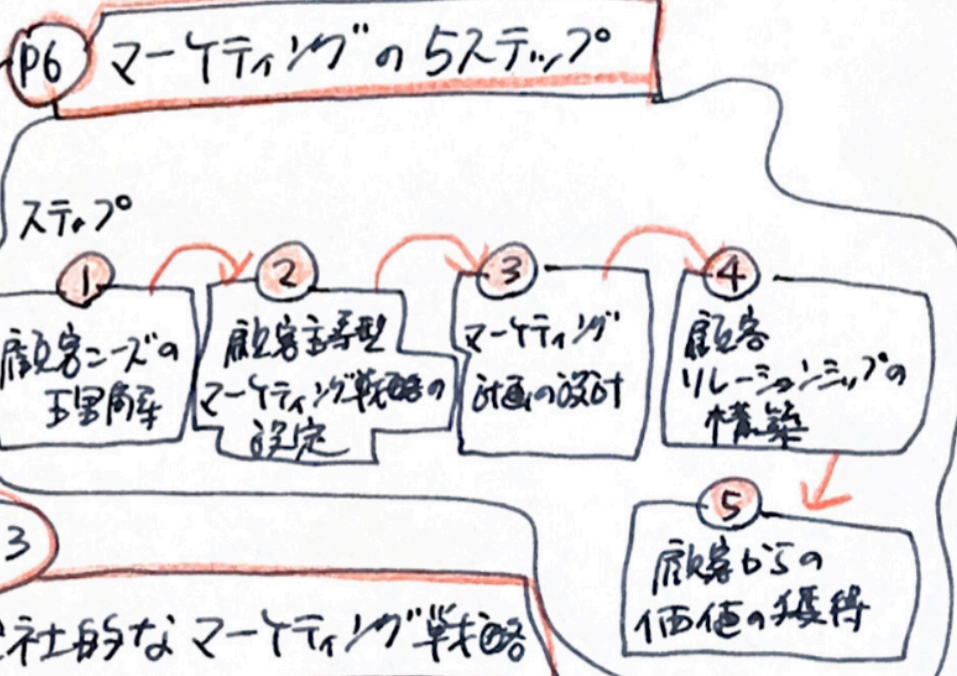 P6 マーケティングの5ステップ
ステップ
①
顧客ニーズの
理解
②
顧客主導型
マーケティング戦略の
設定
③
マーケティング
計画の設計
④
顧客
リレーションシップの
構築
⑤
顧客からの
価値の獲得
3
社的なマーケティング戦略